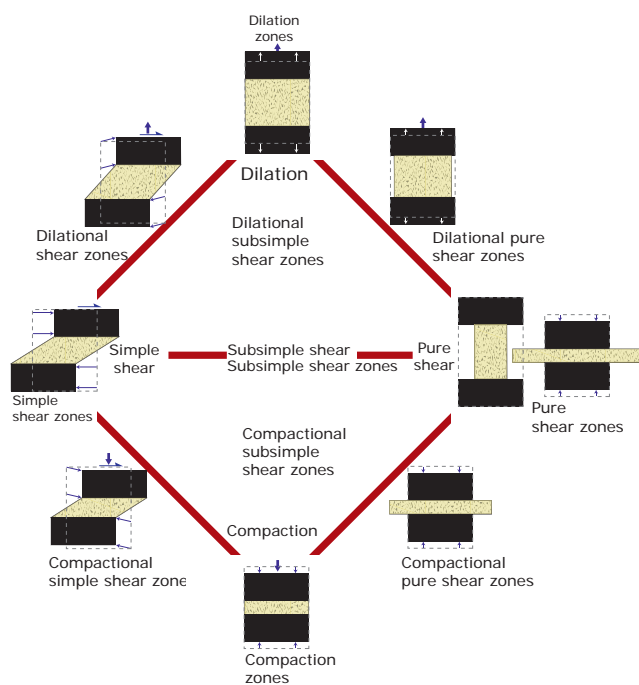 Dilation
zones
Dilation
Dilational
shear zones
Dilational
subsimple
shear zones
Dilational pure
shear zones
Simple
shear
Subsimple shear
Subsimple shear zones
Pure
shear
Simple
shear zones
Pure
shear zones
Compactional
subsimple
shear zones
Compaction
Compactional
simple shear zone
Compactional
pure shear zones
Compaction
zones